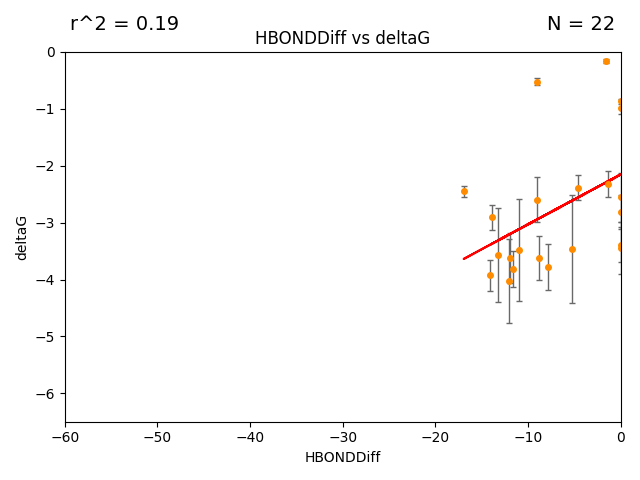 r^2 = 0.19
N = 22
HBONDDiff vs deltaG
0
−1
−2
−3
−4
−5
−6
deltaG
−60 −50 −40 −30 −20 −10 0
HBONDDiff